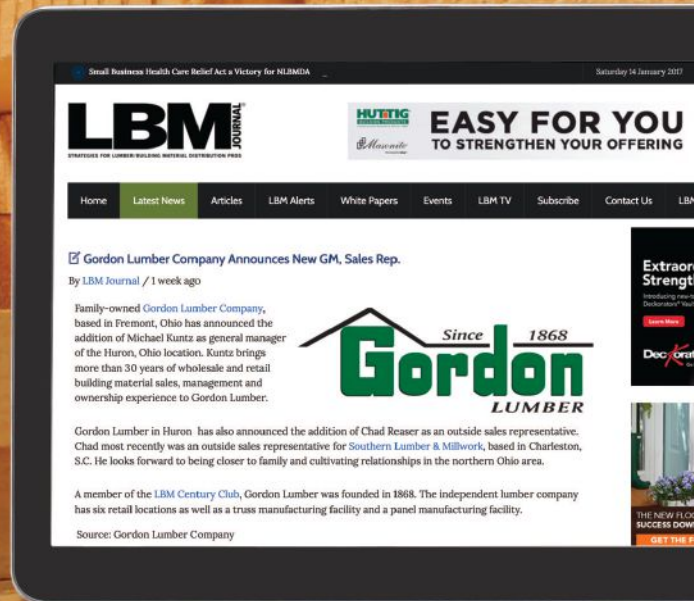 Small Business Health Care Relief Act a Victory for NLBMDA
Saturday 14 January 2017
LBM JOURNAL
STRATEGIES FOR LUMBER/BUILDING MATERIAL DISTRIBUTION PROS
HUTTIG
Masonite
EASY FOR YOU
TO STRENGTHEN YOUR OFFERING
Home Latest News Articles LBM Alerts White Papers Events LBM TV Subscribe Contact Us LBM
Gordon Lumber Company Announces New GM, Sales Rep.
By LBM Journal / 1 week ago
Family-owned Gordon Lumber Company,
based in Fremont, Ohio has announced the
addition of Michael Kuntz as general manager
of the Huron, Ohio location. Kuntz brings
more than 30 years of wholesale and retail
building material sales, management and
ownership experience to Gordon Lumber.
Since 1868
Gordon
LUMBER
Gordon Lumber in Huron has also announced the addition of Chad Reaser as an outside sales representative.
Chad most recently was an outside sales representative for Southern Lumber & Millwork, based in Charleston,
S.C. He looks forward to being closer to family and cultivating relationships in the northern Ohio area.
A member of the LBM Century Club, Gordon Lumber was founded in 1868. The independent lumber company
has six retail locations as well as a truss manufacturing facility and a panel manufacturing facility.
Source: Gordon Lumber Company
Learn More
THE NEW
GET THE